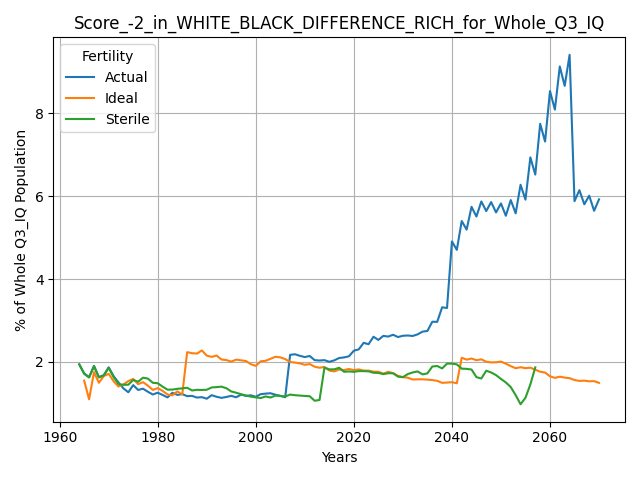 Score_-2_in_WHITE_BLACK_DIFFERENCE_RICH_for_Whole_Q3_IQ
Fertility
Actual
Ideal
Sterile
% of Whole Q3_IQ Population
8
6
4
2
1960
1980
2000
2020
2040
2060
Years